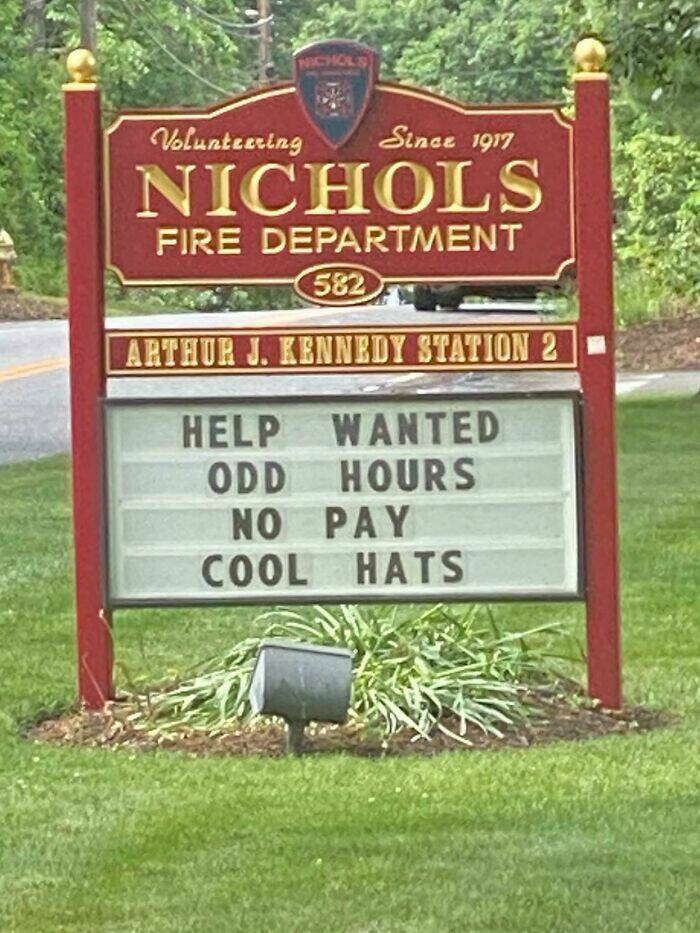 NICHOLS
Volunteering Since 1917
NICHOLS
FIRE DEPARTMENT
582
ARTHUR J. KENNEDY STATION 2
HELP WANTED
ODD HOURS
NO PAY
COOL HATS